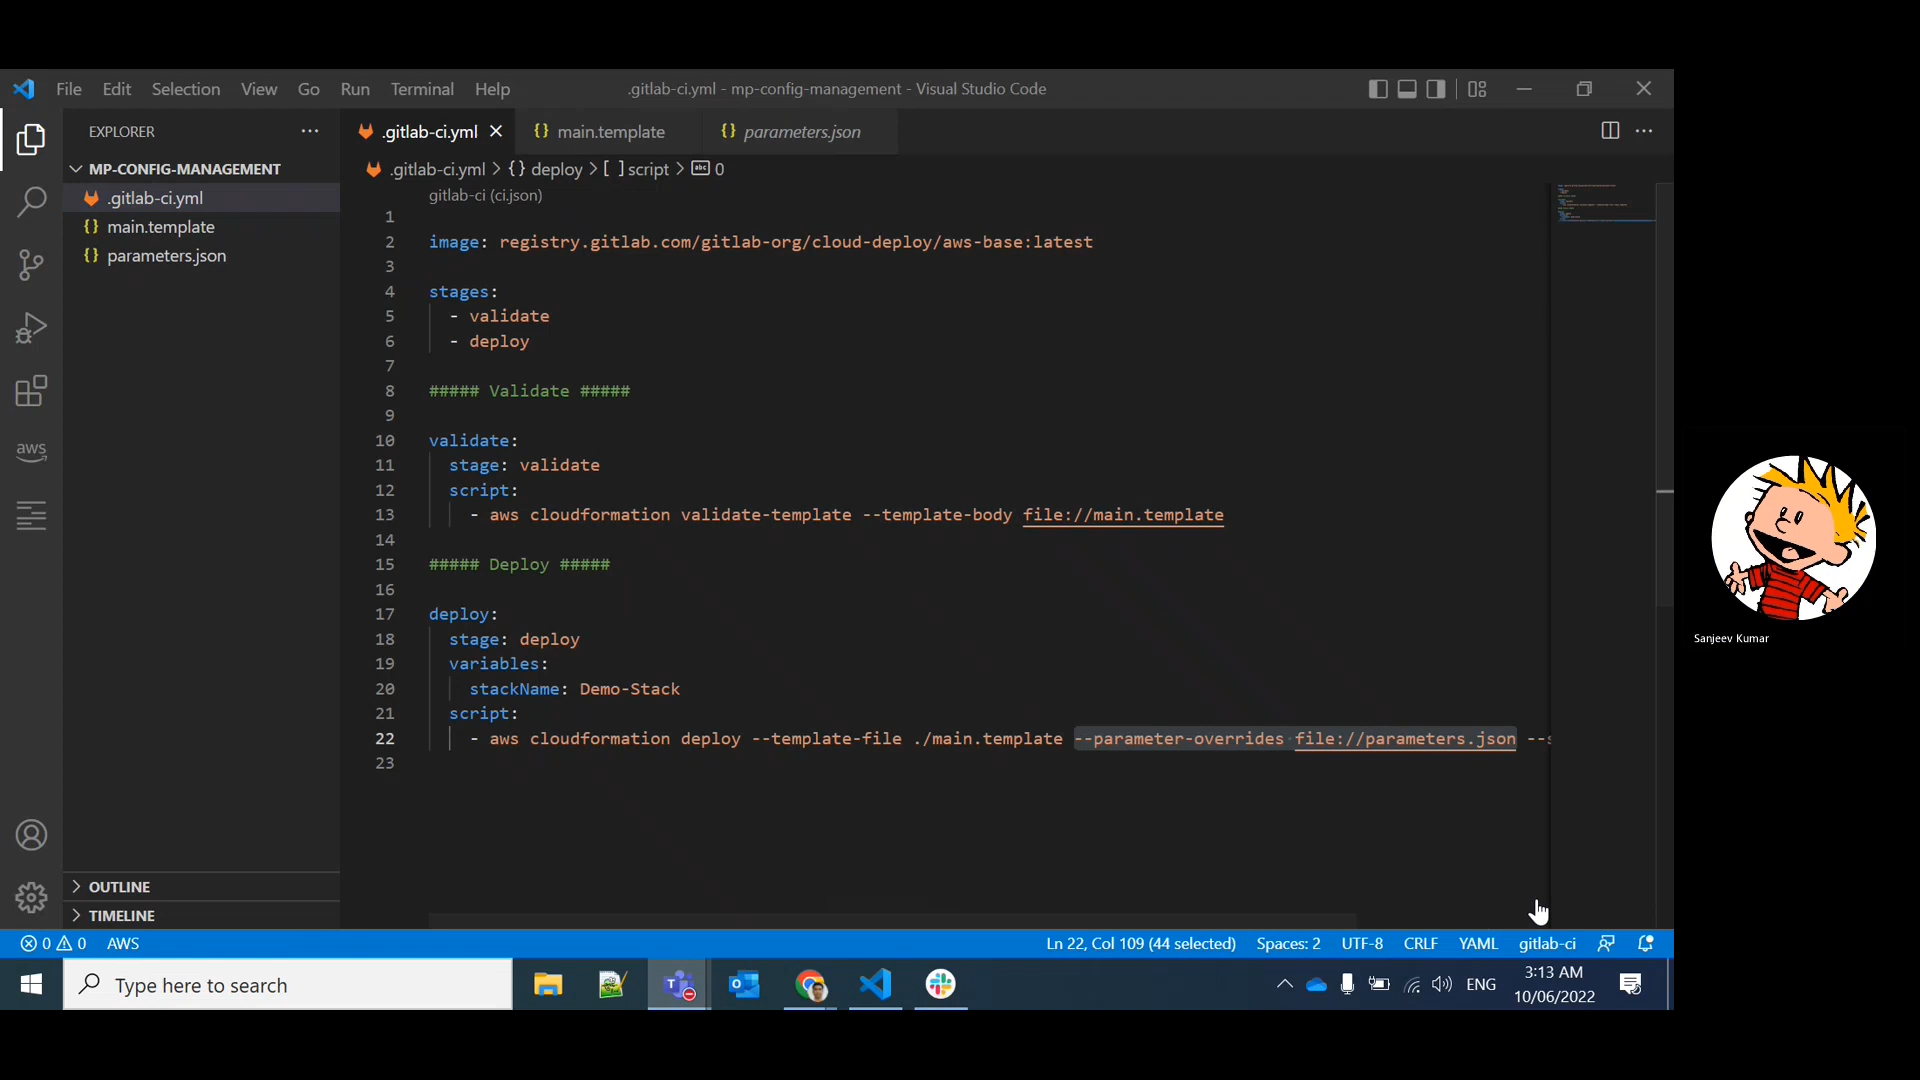 File Edit Selection View Go Run Terminal Help
.gitlab-ci.yml - mp-config-management - Visual Studio Code
EXPLORER
MP-CONFIG-MANAGEMENT
.gitlab-ci.yml
main.template
parameters.json
OUTLINE
TIMELINE
aws
.gitlab-ci.yml
main.template
parameters.json
.gitlab-ci.yml > {} deploy > [ ] script > abc 0
gitlab-ci (ci.json)
1
2 image: registry.gitlab.com/gitlab-org/cloud-deploy/aws-base:latest
3
4 stages:
5 - validate
6 - deploy
7
8 ##### Validate #####
9
10 validate:
11 stage: validate
12 script:
13 - aws cloudformation validate-template --template-body file://main.template
14
15 ##### Deploy #####
16
17 deploy:
18 stage: deploy
19 variables:
20 stackName: Demo-Stack
21 script:
22 - aws cloudformation deploy --template-file ./main.template --parameter-overrides file://parameters.json --s
23
Sanjeev Kumar
0 0 AWS
Ln 22, Col 109 (44 selected) Spaces: 2 UTF-8 CRLF YAML gitlab-ci
Type here to search
ENG
3:13 AM
10/06/2022